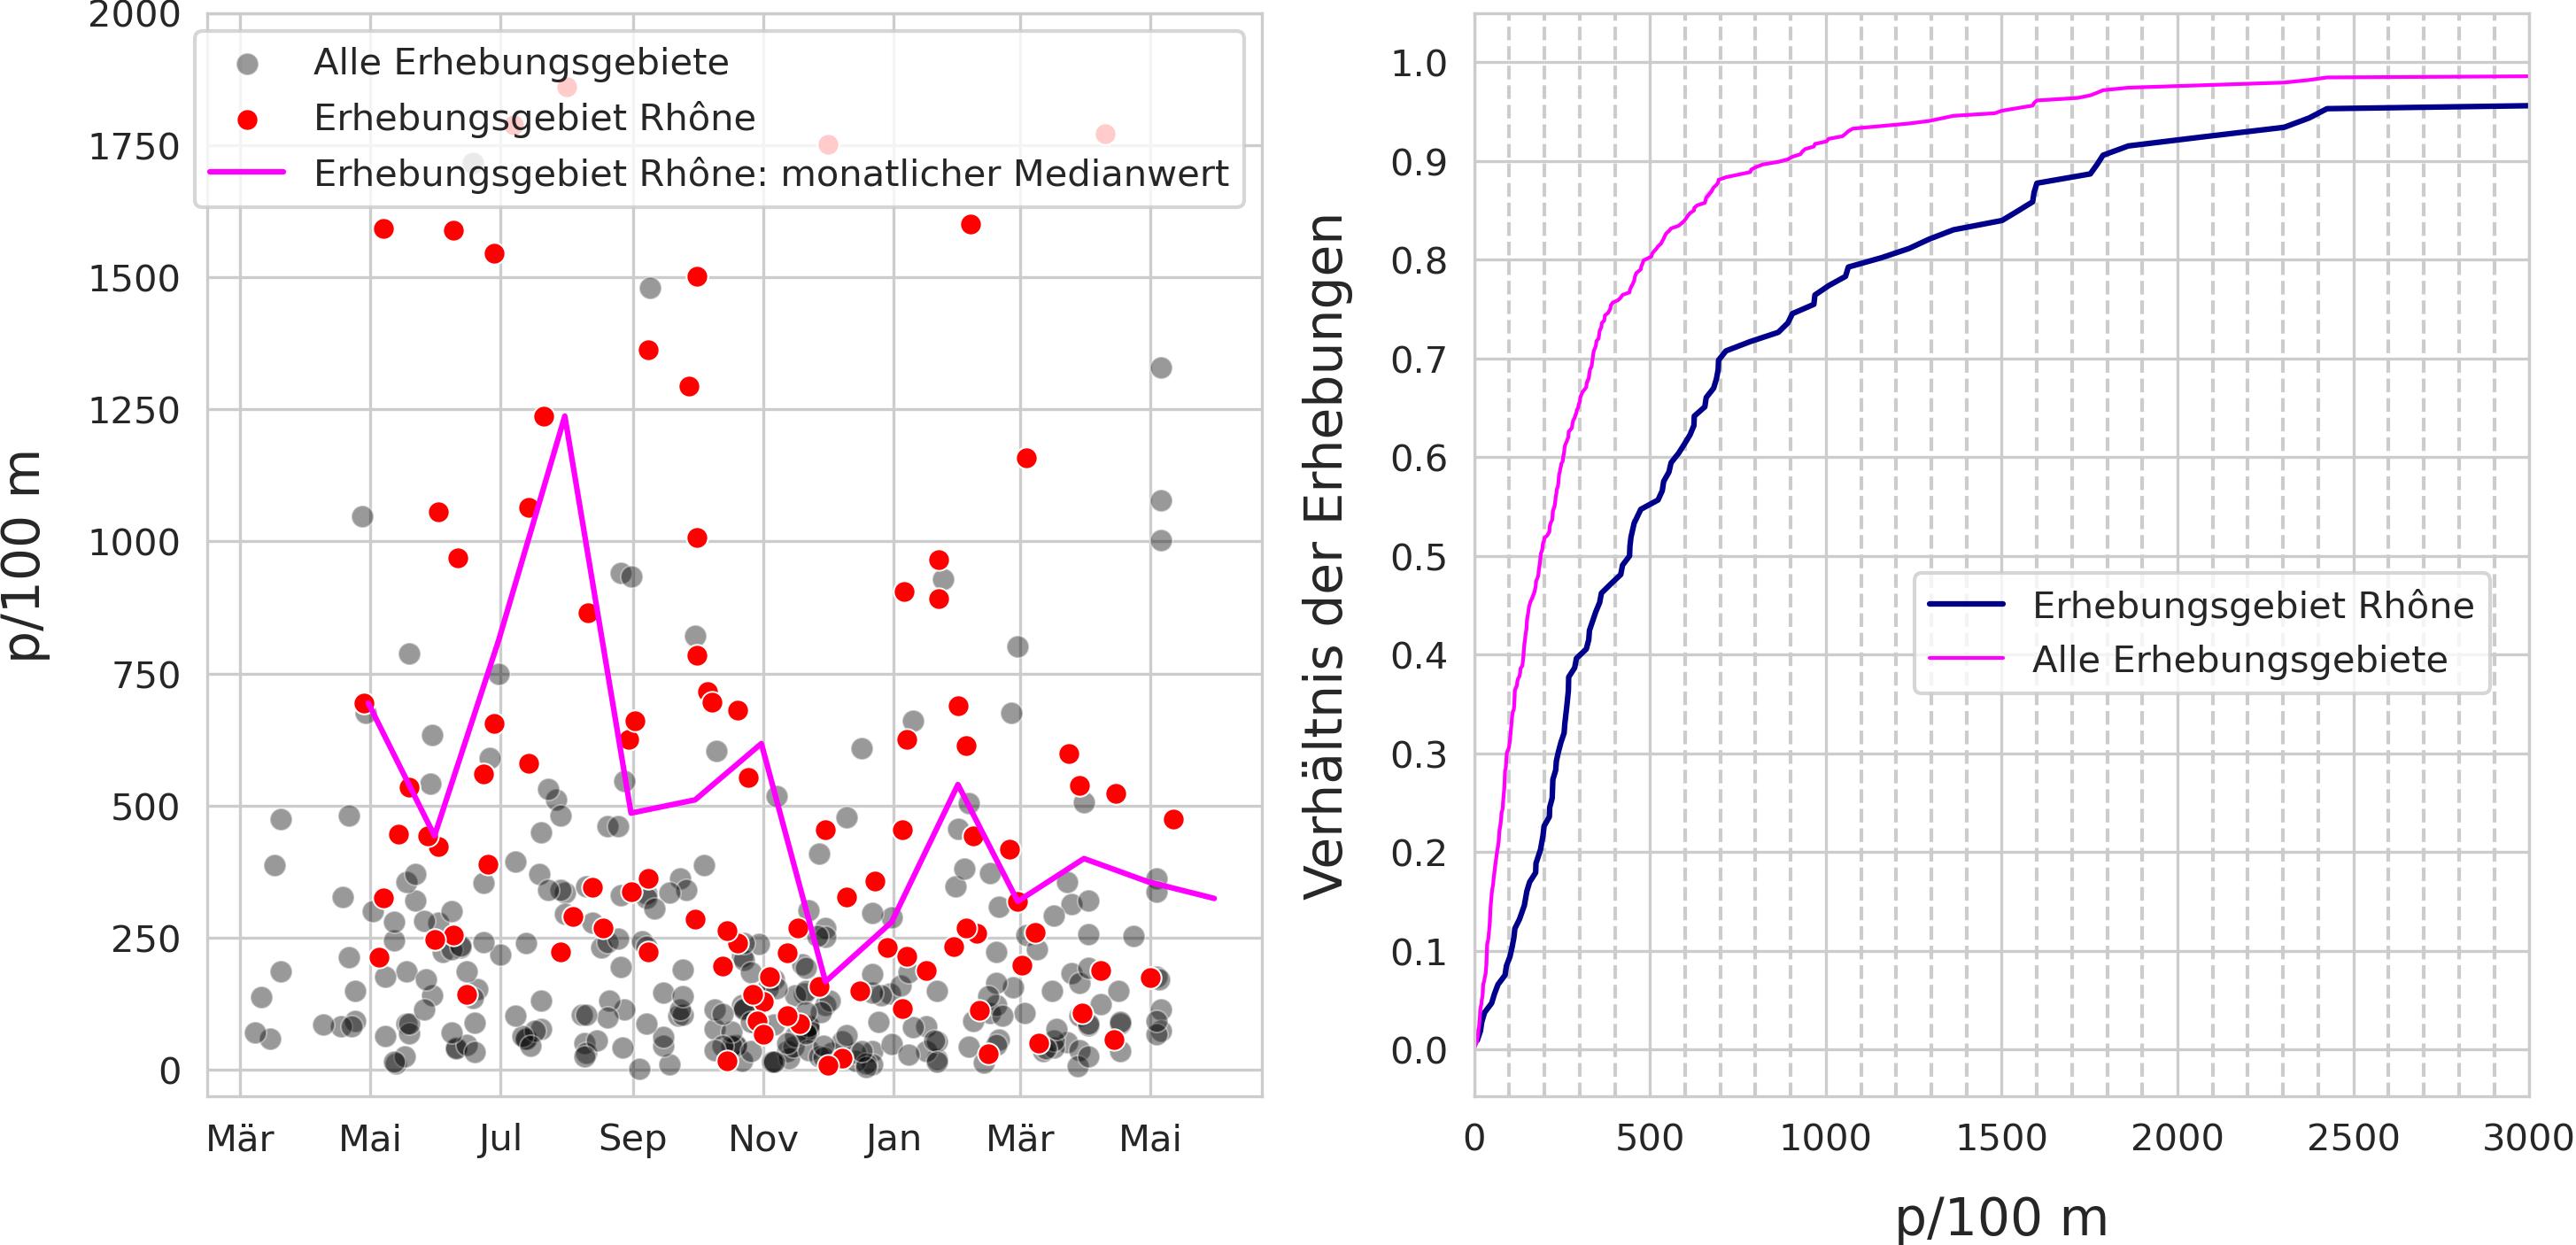 2000
1750
1500
1250
1000
750
500
250
0
p/100 m
Alle Erhebungsgebiete
Erhebungsgebiet Rhône
Erhebungsgebiet Rhône: monatlicher Medianwert
Mär Mai Jul Sep Nov Jan Mär Mai
1.0
0.9
0.8
0.7
0.6
0.5
0.4
0.3
0.2
0.1
0.0
Verhältnis der Erhebungen
Erhebungsgebiet Rhône
Alle Erhebungsgebiete
0 500 1000 1500 2000 2500 3000
p/100 m